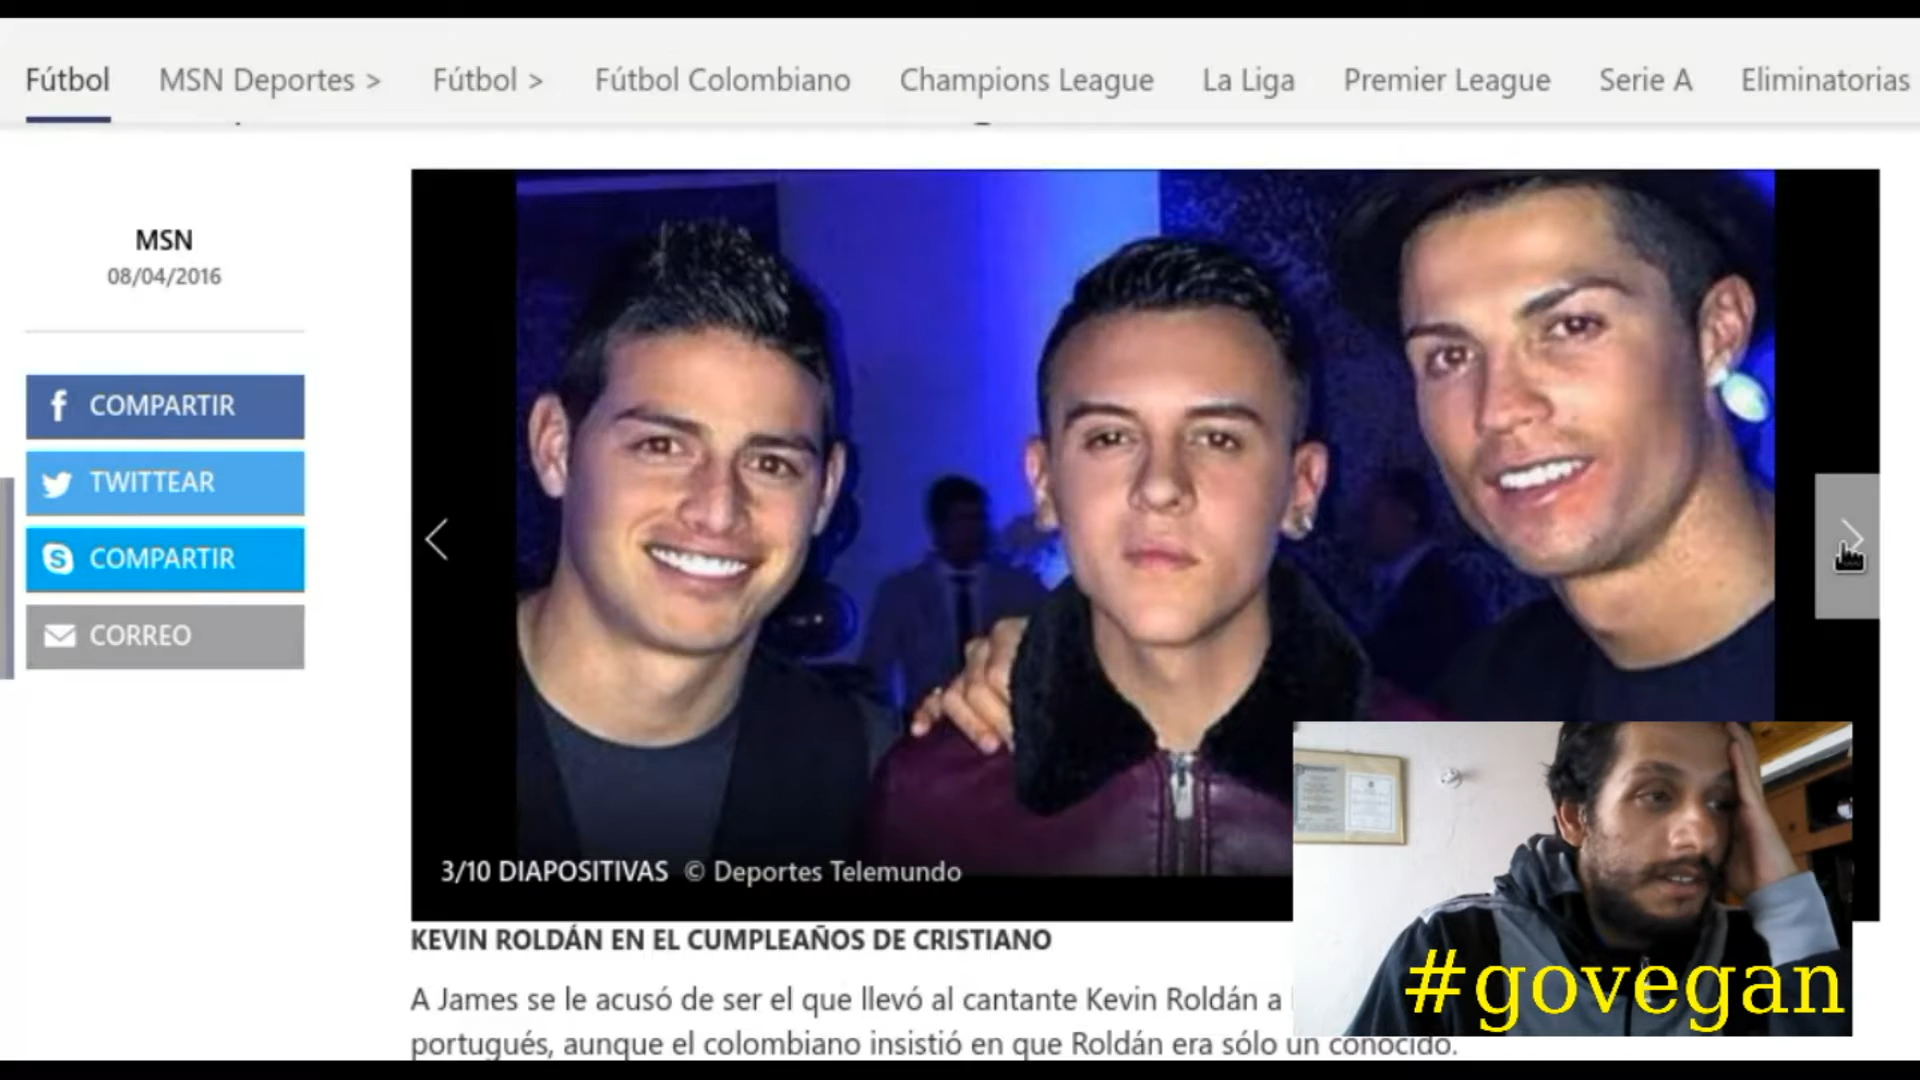 Fútbol MSN Deportes > Fútbol > Fútbol Colombiano Champions League La Liga Premier League Serie A Eliminatorias
MSN
08/04/2016
f COMPARTIR
TWITTEAR
S COMPARTIR
CORREO
3/10 DIAPOSITIVAS © Deportes Telemundo
KEVIN ROLDÁN EN EL CUMPLEAÑOS DE CRISTIANO
A James se le acusó de ser el que llevó al cantante Kevin Roldán a
portugués, aunque el colombiano insistió en que Roldán era sólo un conocido.
#govegan